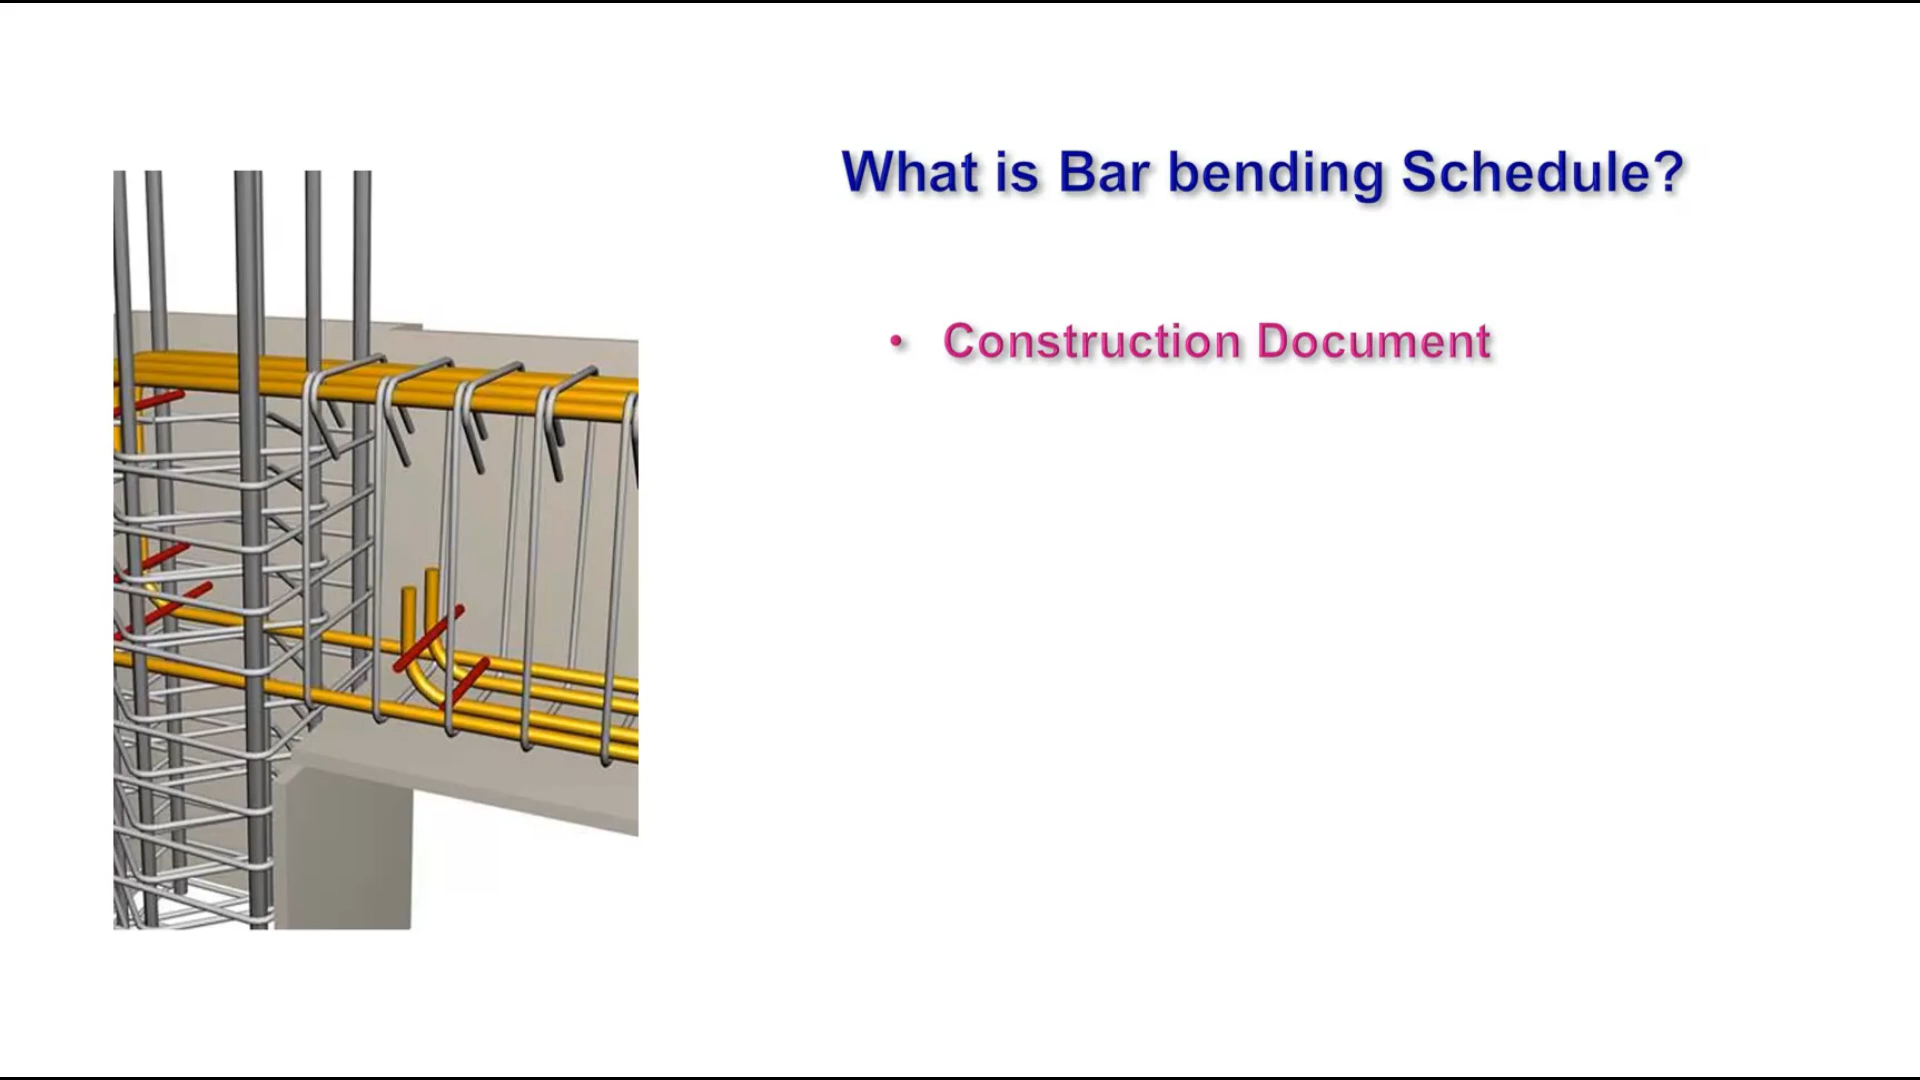 What is Bar bending Schedule?
• Construction Document